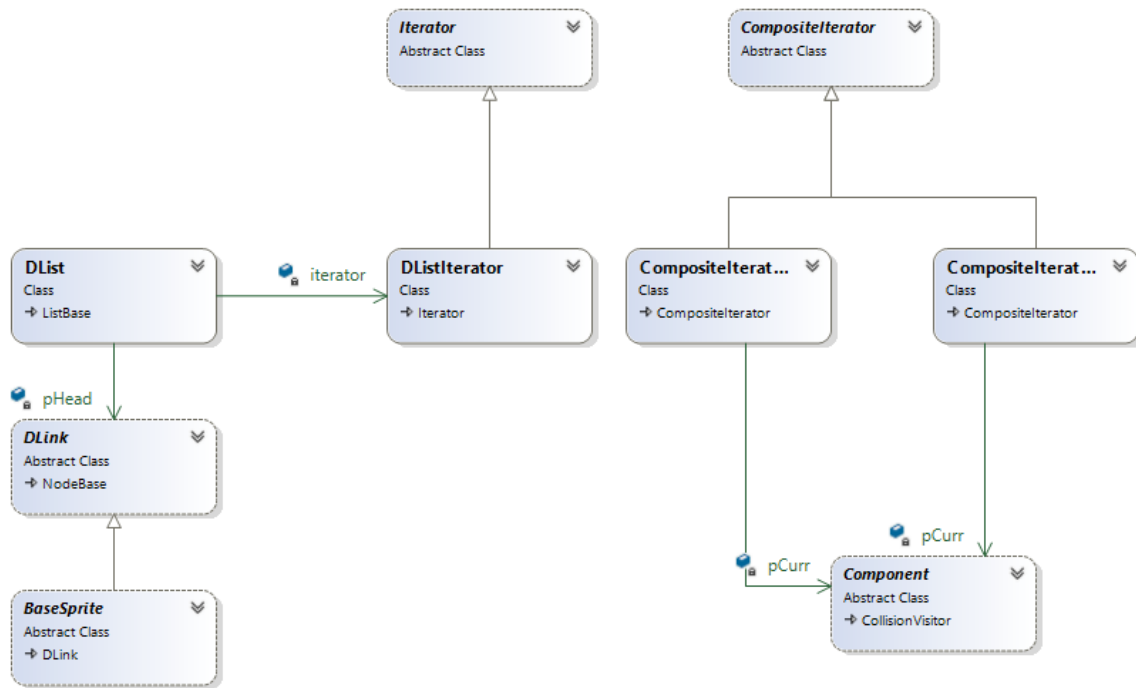 Iterator
Abstract Class
CompositeIterator
Abstract Class
DList
Class
ListBase
iterator
DListIterator
Class
Iterator
CompositeIterat...
Class
CompositeIterator
CompositeIterat...
Class
CompositeIterator
pHead
DLink
Abstract Class
NodeBase
pCurr
pCurr
Component
Abstract Class
CollisionVisitor
BaseSprite
Abstract Class
DLink